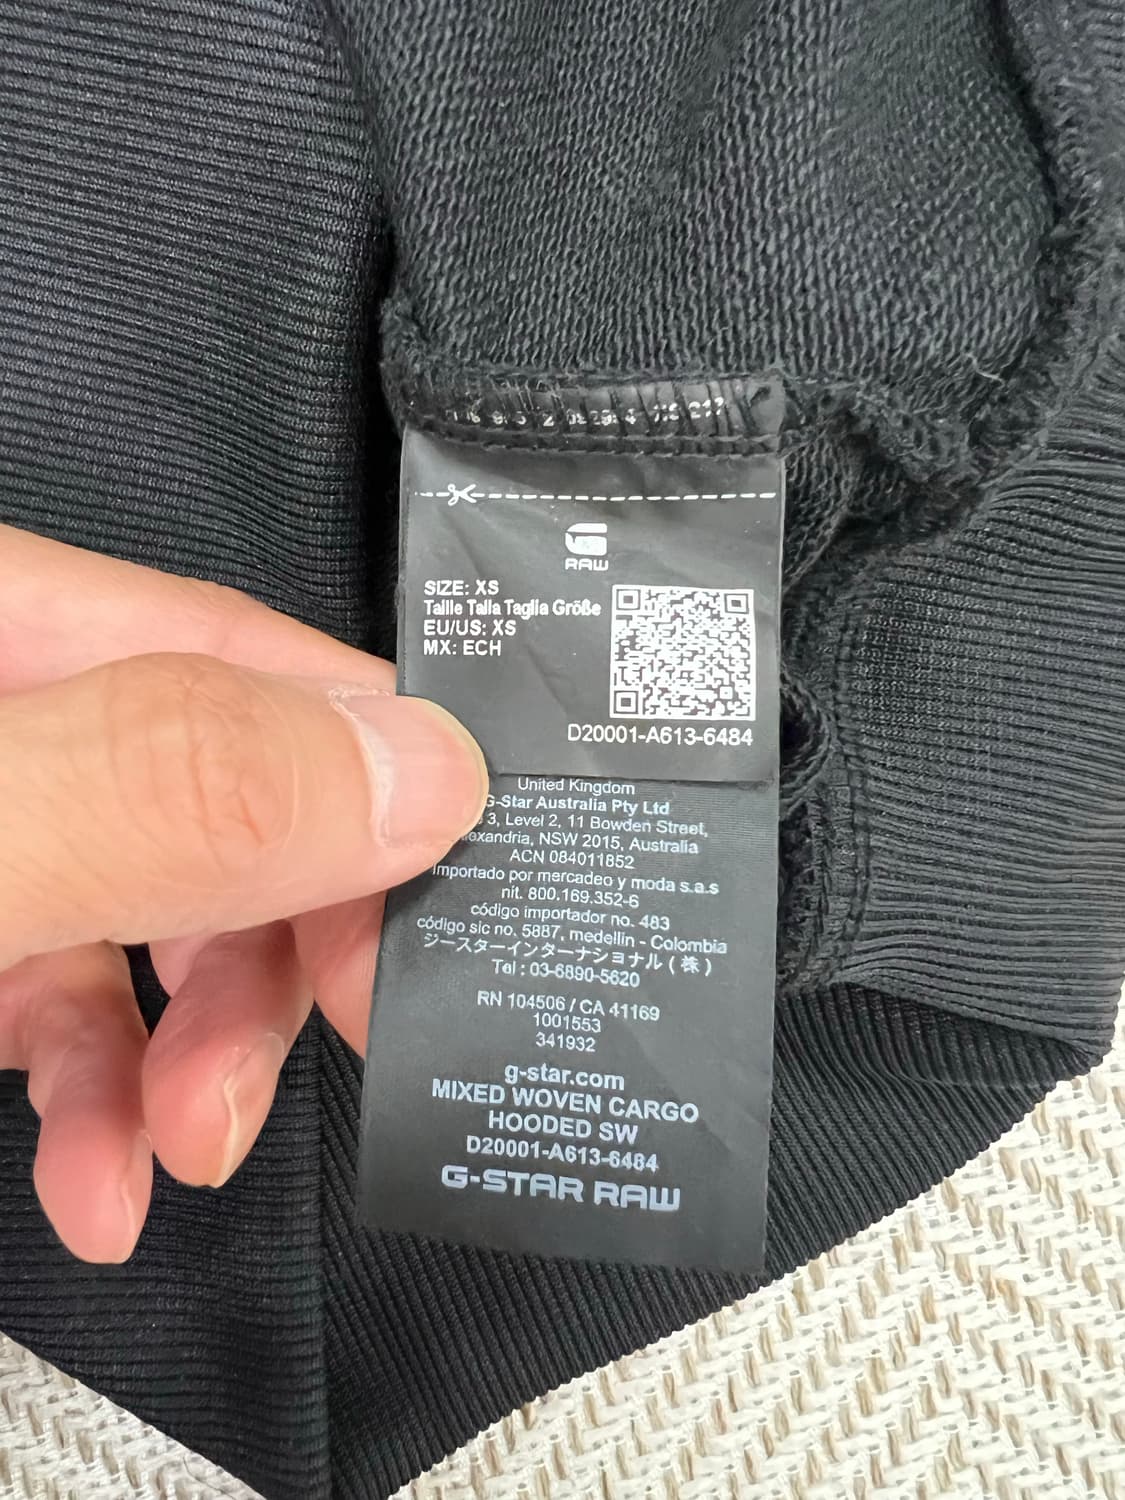 RAW
SIZE: XS
Taille Talla Taglia Größe
EU/US: XS
MX: ECH
D20001-A613-6484
United Kingdom
G-Star Australia Pty Ltd
3, Level 2, 11 Bowden Street,
NSW 2015, Australia
ACN 084011852
Importado por mercadeo y moda s.a.s
nit. 800.169.352-6
código importador no. 483
código sic no. 5887, medellin - Colombia
ジースターインターナショナル(株)
Tel : 03-6890-5620
RN 104506 / CA 41169
1001553
341932
g-star.com
MIXED WOVEN CARGO
HOODED SW
D20001-A613-6484
G-STAR RAW